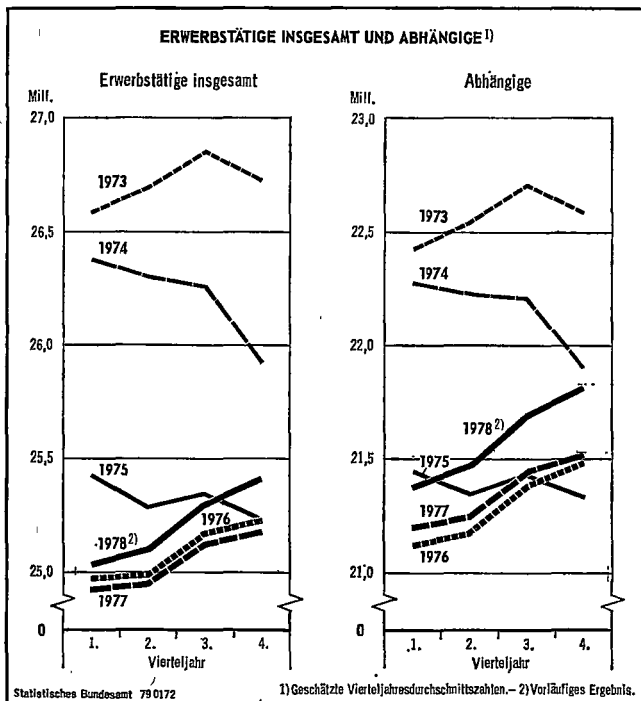 ERWERBSTÄTIGE INSGESAMT UND ABHÄNGIGE 1)
Erwerbstätige insgesamt
Mill.
27,0
26,5
26,0
25,5
25,0
0
1973
1974
1975
1978 2)
1976
1977
1. 2. 3. 4.
Vierteljahr
Abhängige
Mill.
23,0
22,5
22,0
21,5
21,0
0
1973
1974
1978 2)
1975
1977
1976
1. 2. 3. 4.
Vierteljahr
Statistisches Bundesamt 79 0172
1) Geschätzte Vierteljahresdurchschnittszahlen.– 2) Vorläufiges Ergebnis.